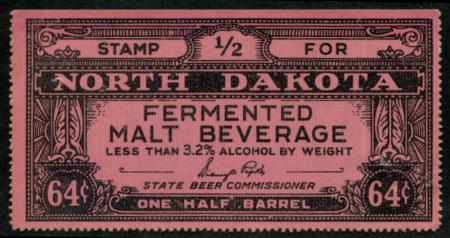 STAMP 1/2 FOR
NORTH DAKOTA
FERMENTED
MALT BEVERAGE
LESS THAN 3.2% ALCOHOL BY WEIGHT
STATE BEER COMMISSIONER
64¢ ONE HALF BARREL 64¢